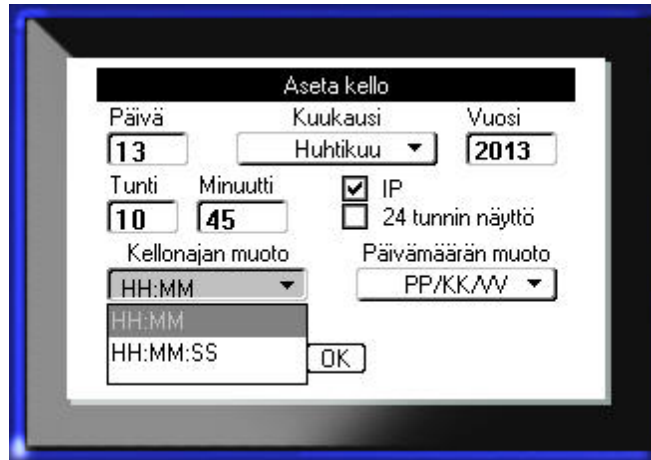 Aseta kello
Päivä Kuukausi Vuosi
13 Huhtikuu 2013
Tunti Minuutti IP
10 45 24 tunnin näyttö
Kellonajan muoto Päivämäärän muoto
HH:MM PP/KK/VV
HH:MM
HH:MM:SS
OK